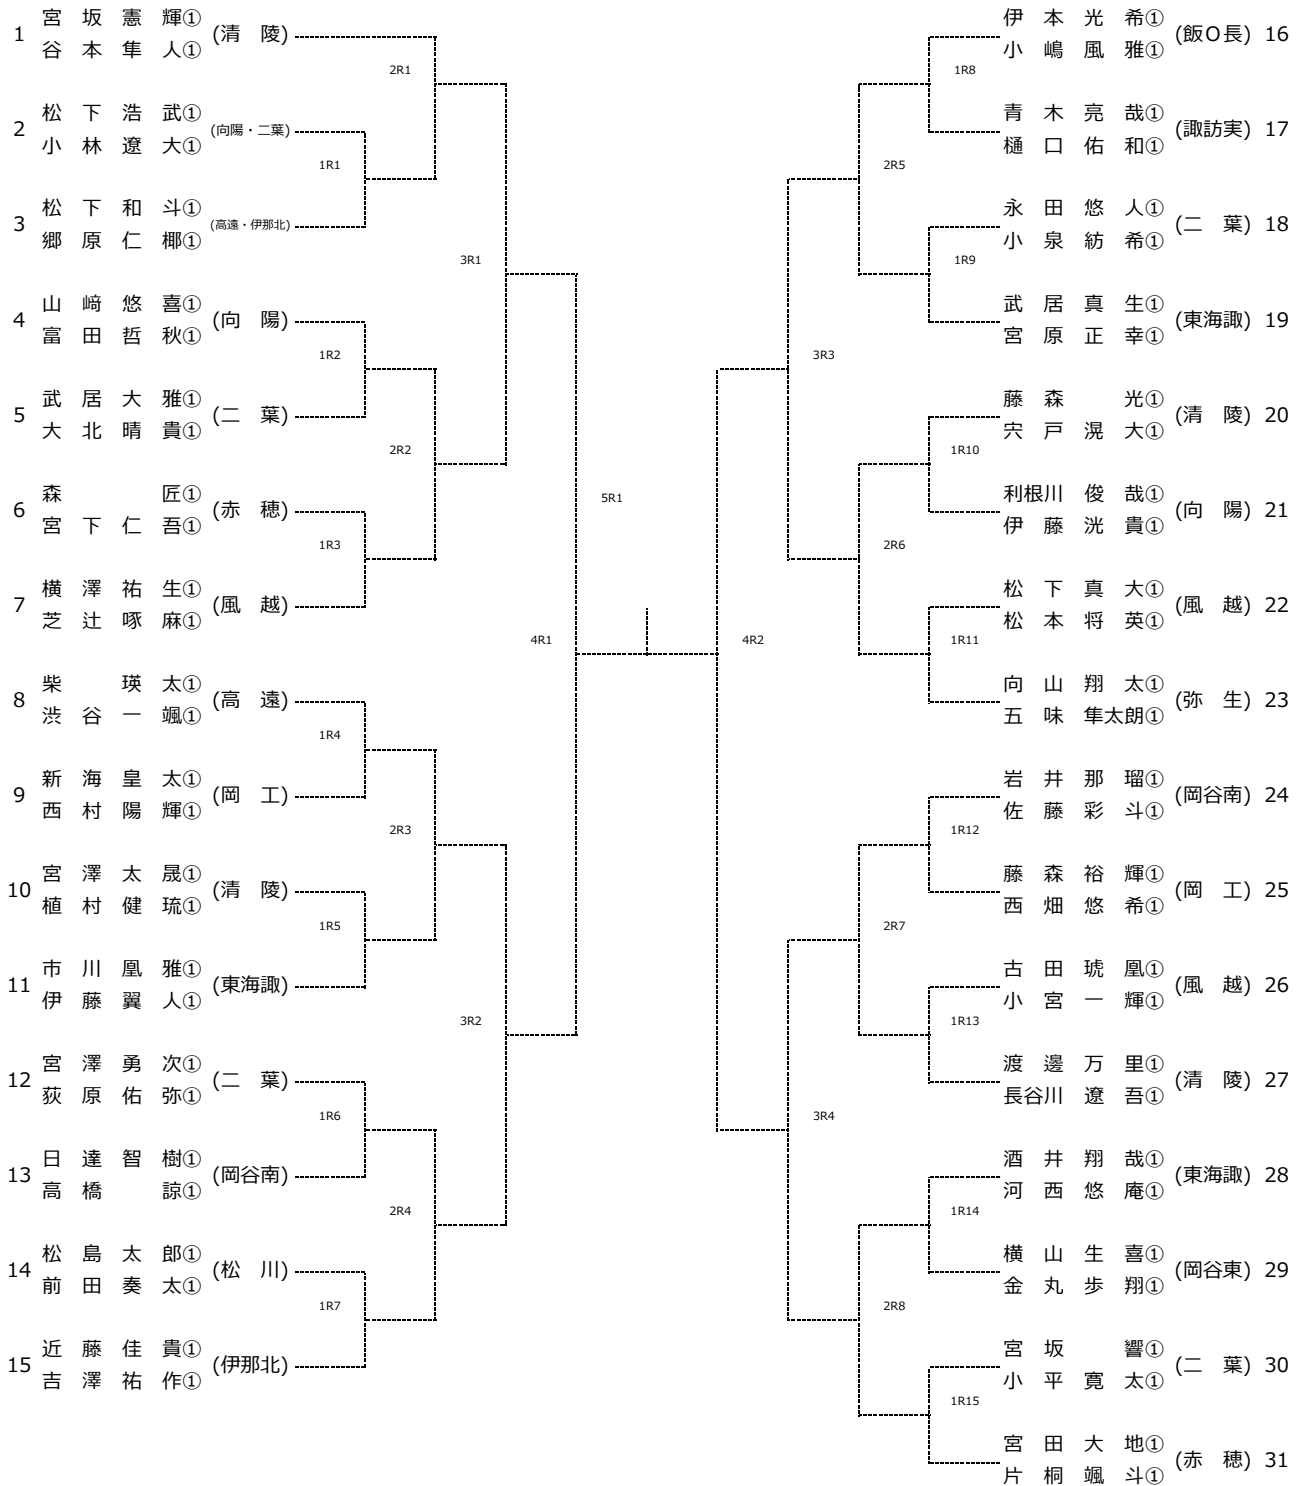 1 宮坂憲輝① (清陵)
谷本隼人①
2R1
2 松下浩武① (向陽・二葉)
小林遼大①
1R1
3 松下和斗① (高遠・伊那北)
郷原仁椰①
3R1
4 山﨑悠喜① (向陽)
富田哲秋①
1R2
5 武居大雅① (二葉)
大北晴貴①
2R2
6 森匠① (赤穂)
宮下仁吾①
1R3
7 横澤祐生① (風越)
芝辻啄麻①
4R1
8 柴瑛太① (高遠)
渋谷一颯①
1R4
9 新海皇太① (岡工)
西村陽輝①
2R3
10 宮澤太晟① (清陵)
植村健琉①
1R5
11 市川凰雅① (東海諏)
伊藤翼人①
3R2
12 宮澤勇次① (二葉)
荻原佑弥①
1R6
13 日達智樹① (岡谷南)
高橋諒①
2R4
14 松島太郎① (松川)
前田奏太①
1R7
15 近藤佳貴① (伊那北)
吉澤祐作①
5R1
伊本光希① (飯O長) 16
小嶋風雅①
1R8
青木亮哉① (諏訪実) 17
樋口佑和①
2R5
永田悠人① (二葉) 18
小泉紡希①
1R9
武居真生① (東海諏) 19
宮原正幸①
3R3
藤森光① (清陵) 20
宍戸滉大①
1R10
利根川俊哉① (向陽) 21
伊藤洸貴①
2R6
松下真大① (風越) 22
松本将英①
1R11
4R2
向山翔太① (弥生) 23
五味隼太朗①
岩井那瑠① (岡谷南) 24
佐藤彩斗①
1R12
藤森裕輝① (岡工) 25
西畑悠希①
2R7
古田琥凰① (風越) 26
小宮一輝①
1R13
渡邊万里① (清陵) 27
長谷川遼吾①
3R4
酒井翔哉① (東海諏) 28
河西悠庵①
1R14
横山生喜① (岡谷東) 29
金丸歩翔①
2R8
宮坂響① (二葉) 30
小平寛太①
1R15
宮田大地① (赤穂) 31
片桐颯斗①